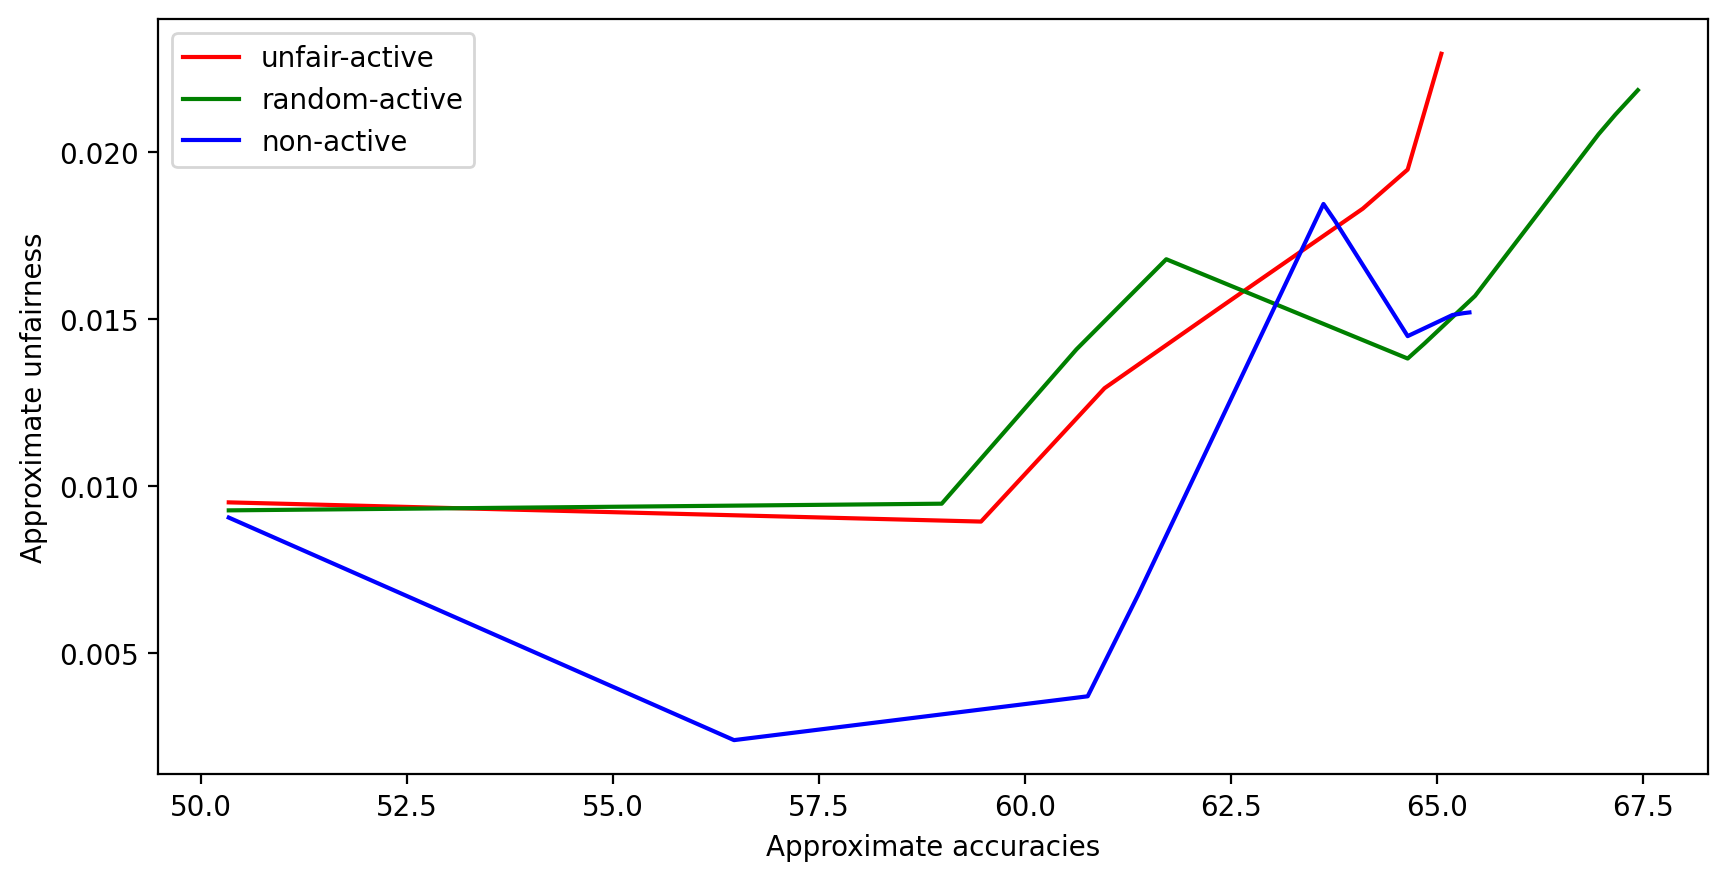 unfair-active
random-active
non-active
Approximate unfairness
0.020
0.015
0.010
0.005
50.0 52.5 55.0 57.5 60.0 62.5 65.0 67.5
Approximate accuracies